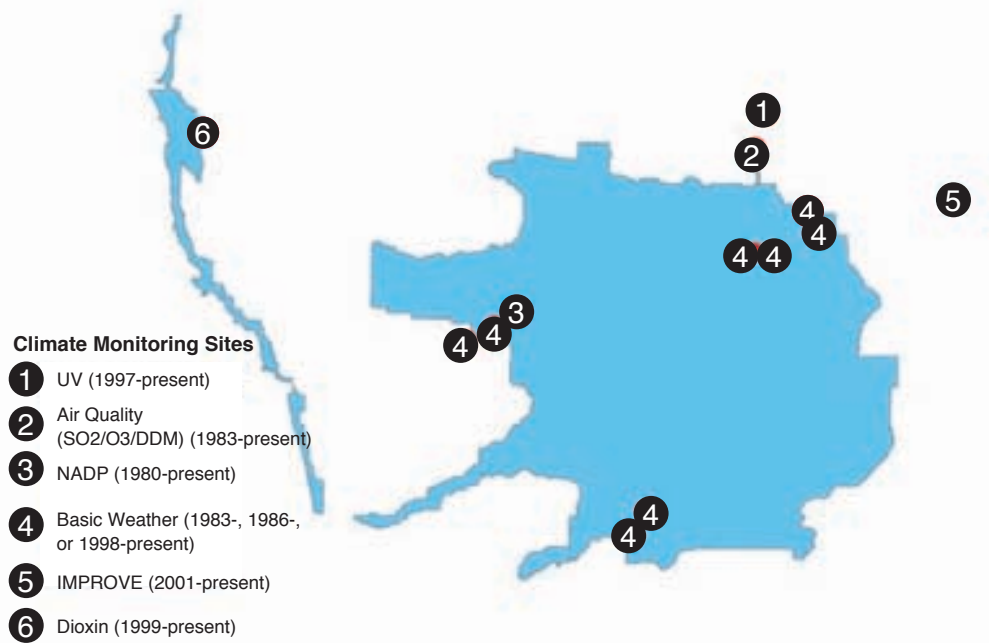 1
6
2
5
4
4
4 4
3
4
4
Climate Monitoring Sites
1 UV (1997-present)
2 Air Quality
(SO2/O3/DDM) (1983-present)
3 NADP (1980-present)
4 Basic Weather (1983-, 1986-,
or 1998-present)
4
4
5 IMPROVE (2001-present)
6 Dioxin (1999-present)